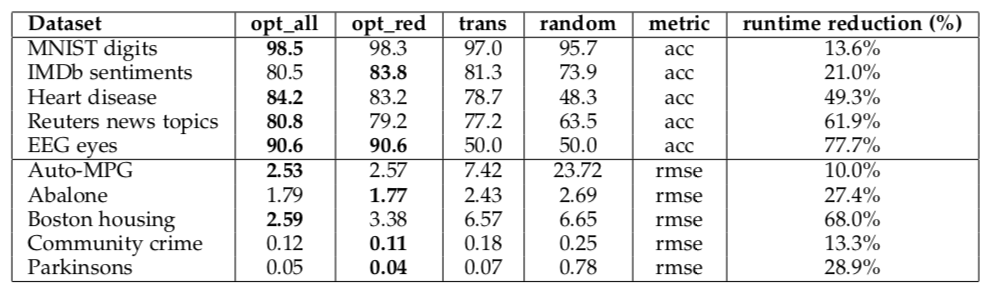 Dataset opt_all opt_red trans random metric runtime reduction (%)
MNIST digits 98.5 98.3 97.0 95.7 acc 13.6%
IMDb sentiments 80.5 83.8 81.3 73.9 acc 21.0%
Heart disease 84.2 83.2 78.7 48.3 acc 49.3%
Reuters news topics 80.8 79.2 77.2 63.5 acc 61.9%
EEG eyes 90.6 90.6 50.0 50.0 acc 77.7%
Auto-MPG 2.53 2.57 7.42 23.72 rmse 10.0%
Abalone 1.79 1.77 2.43 2.69 rmse 27.4%
Boston housing 2.59 3.38 6.57 6.65 rmse 68.0%
Community crime 0.12 0.11 0.18 0.25 rmse 13.3%
Parkinsons 0.05 0.04 0.07 0.78 rmse 28.9%